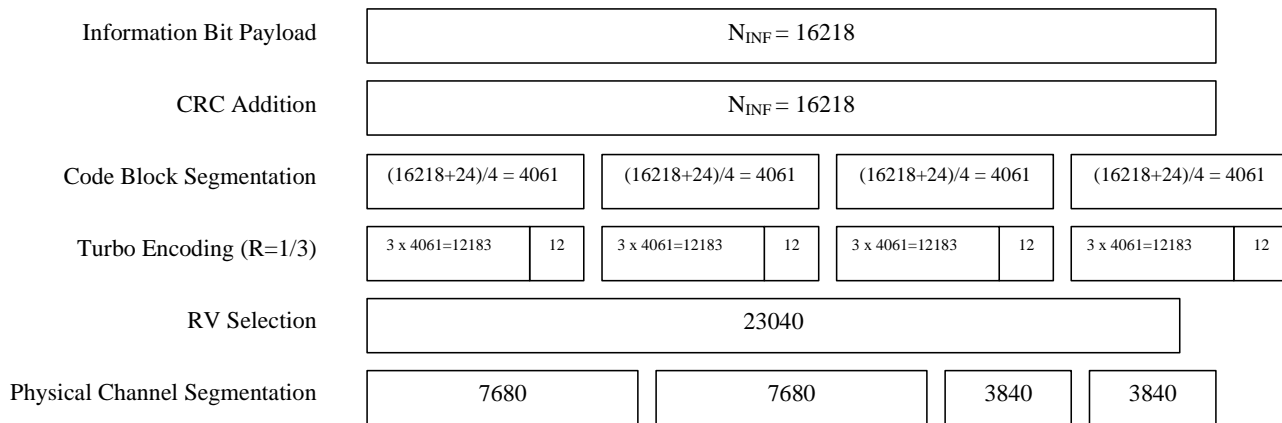 Information Bit Payload NINF = 16218
CRC Addition NINF = 16218
Code Block Segmentation (16218+24)/4 = 4061 (16218+24)/4 = 4061 (16218+24)/4 = 4061 (16218+24)/4 = 4061
Turbo Encoding (R=1/3) 3 x 4061=12183 12 3 x 4061=12183 12 3 x 4061=12183 12 3 x 4061=12183 12
RV Selection 23040
Physical Channel Segmentation 7680 7680 3840 3840